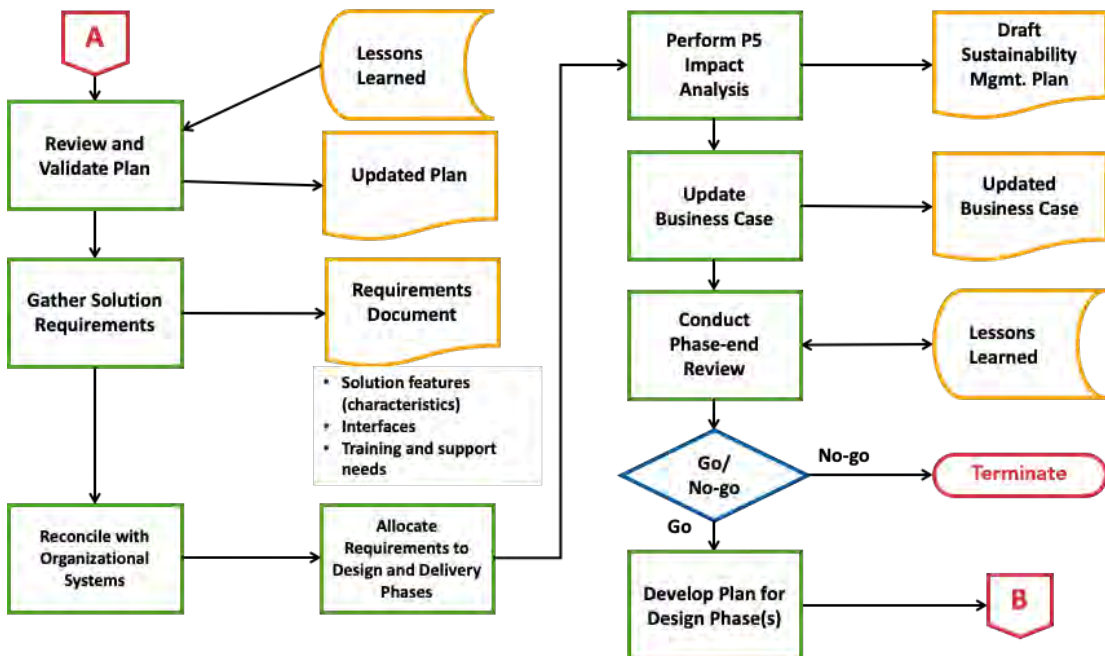 A
Lessons
Learned
Review and
Validate Plan
Updated Plan
Gather Solution
Requirements
Requirements
Document
• Solution features
(characteristics)
• Interfaces
• Training and support
needs
Reconcile with
Organizational
Systems
Allocate
Requirements to
Design and Delivery
Phases
Perform P5
Impact
Analysis
Draft
Sustainability
Mgmt. Plan
Update
Business Case
Updated
Business Case
Conduct
Phase-end
Review
Lessons
Learned
Go/
No-go
No-go
Terminate
Go
Develop Plan for
Design Phase(s)
B